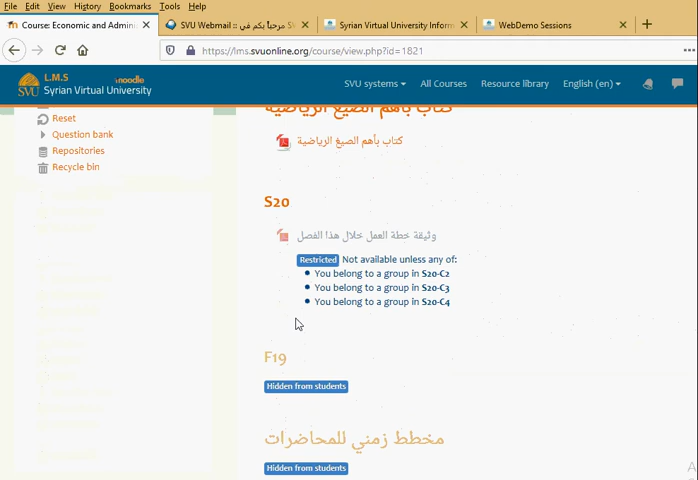 File Edit View History Bookmarks Tools Help
Course: Economic and Admin
SVU Webmail :: مرحباً بكم في
Syrian Virtual University Inform
WebDemo Sessions
https://lms.svuonline.org/course/view.php?id=1821
L.M.S moodle
SVU Syrian Virtual University
SVU systems
All Courses
Resource library
English (en)
Reset
Question bank
Repositories
Recycle bin
كتاب بأهم الصيغ الرياضية
كتاب بأهم الصيغ الرياضية
S20
وثيقة خطة العمل خلال هذا الفصل
Restricted Not available unless any of:
You belong to a group in S20-C2
You belong to a group in S20-C3
You belong to a group in S20-C4
F19
Hidden from students
مخطط زمني للمحاضرات
Hidden from students